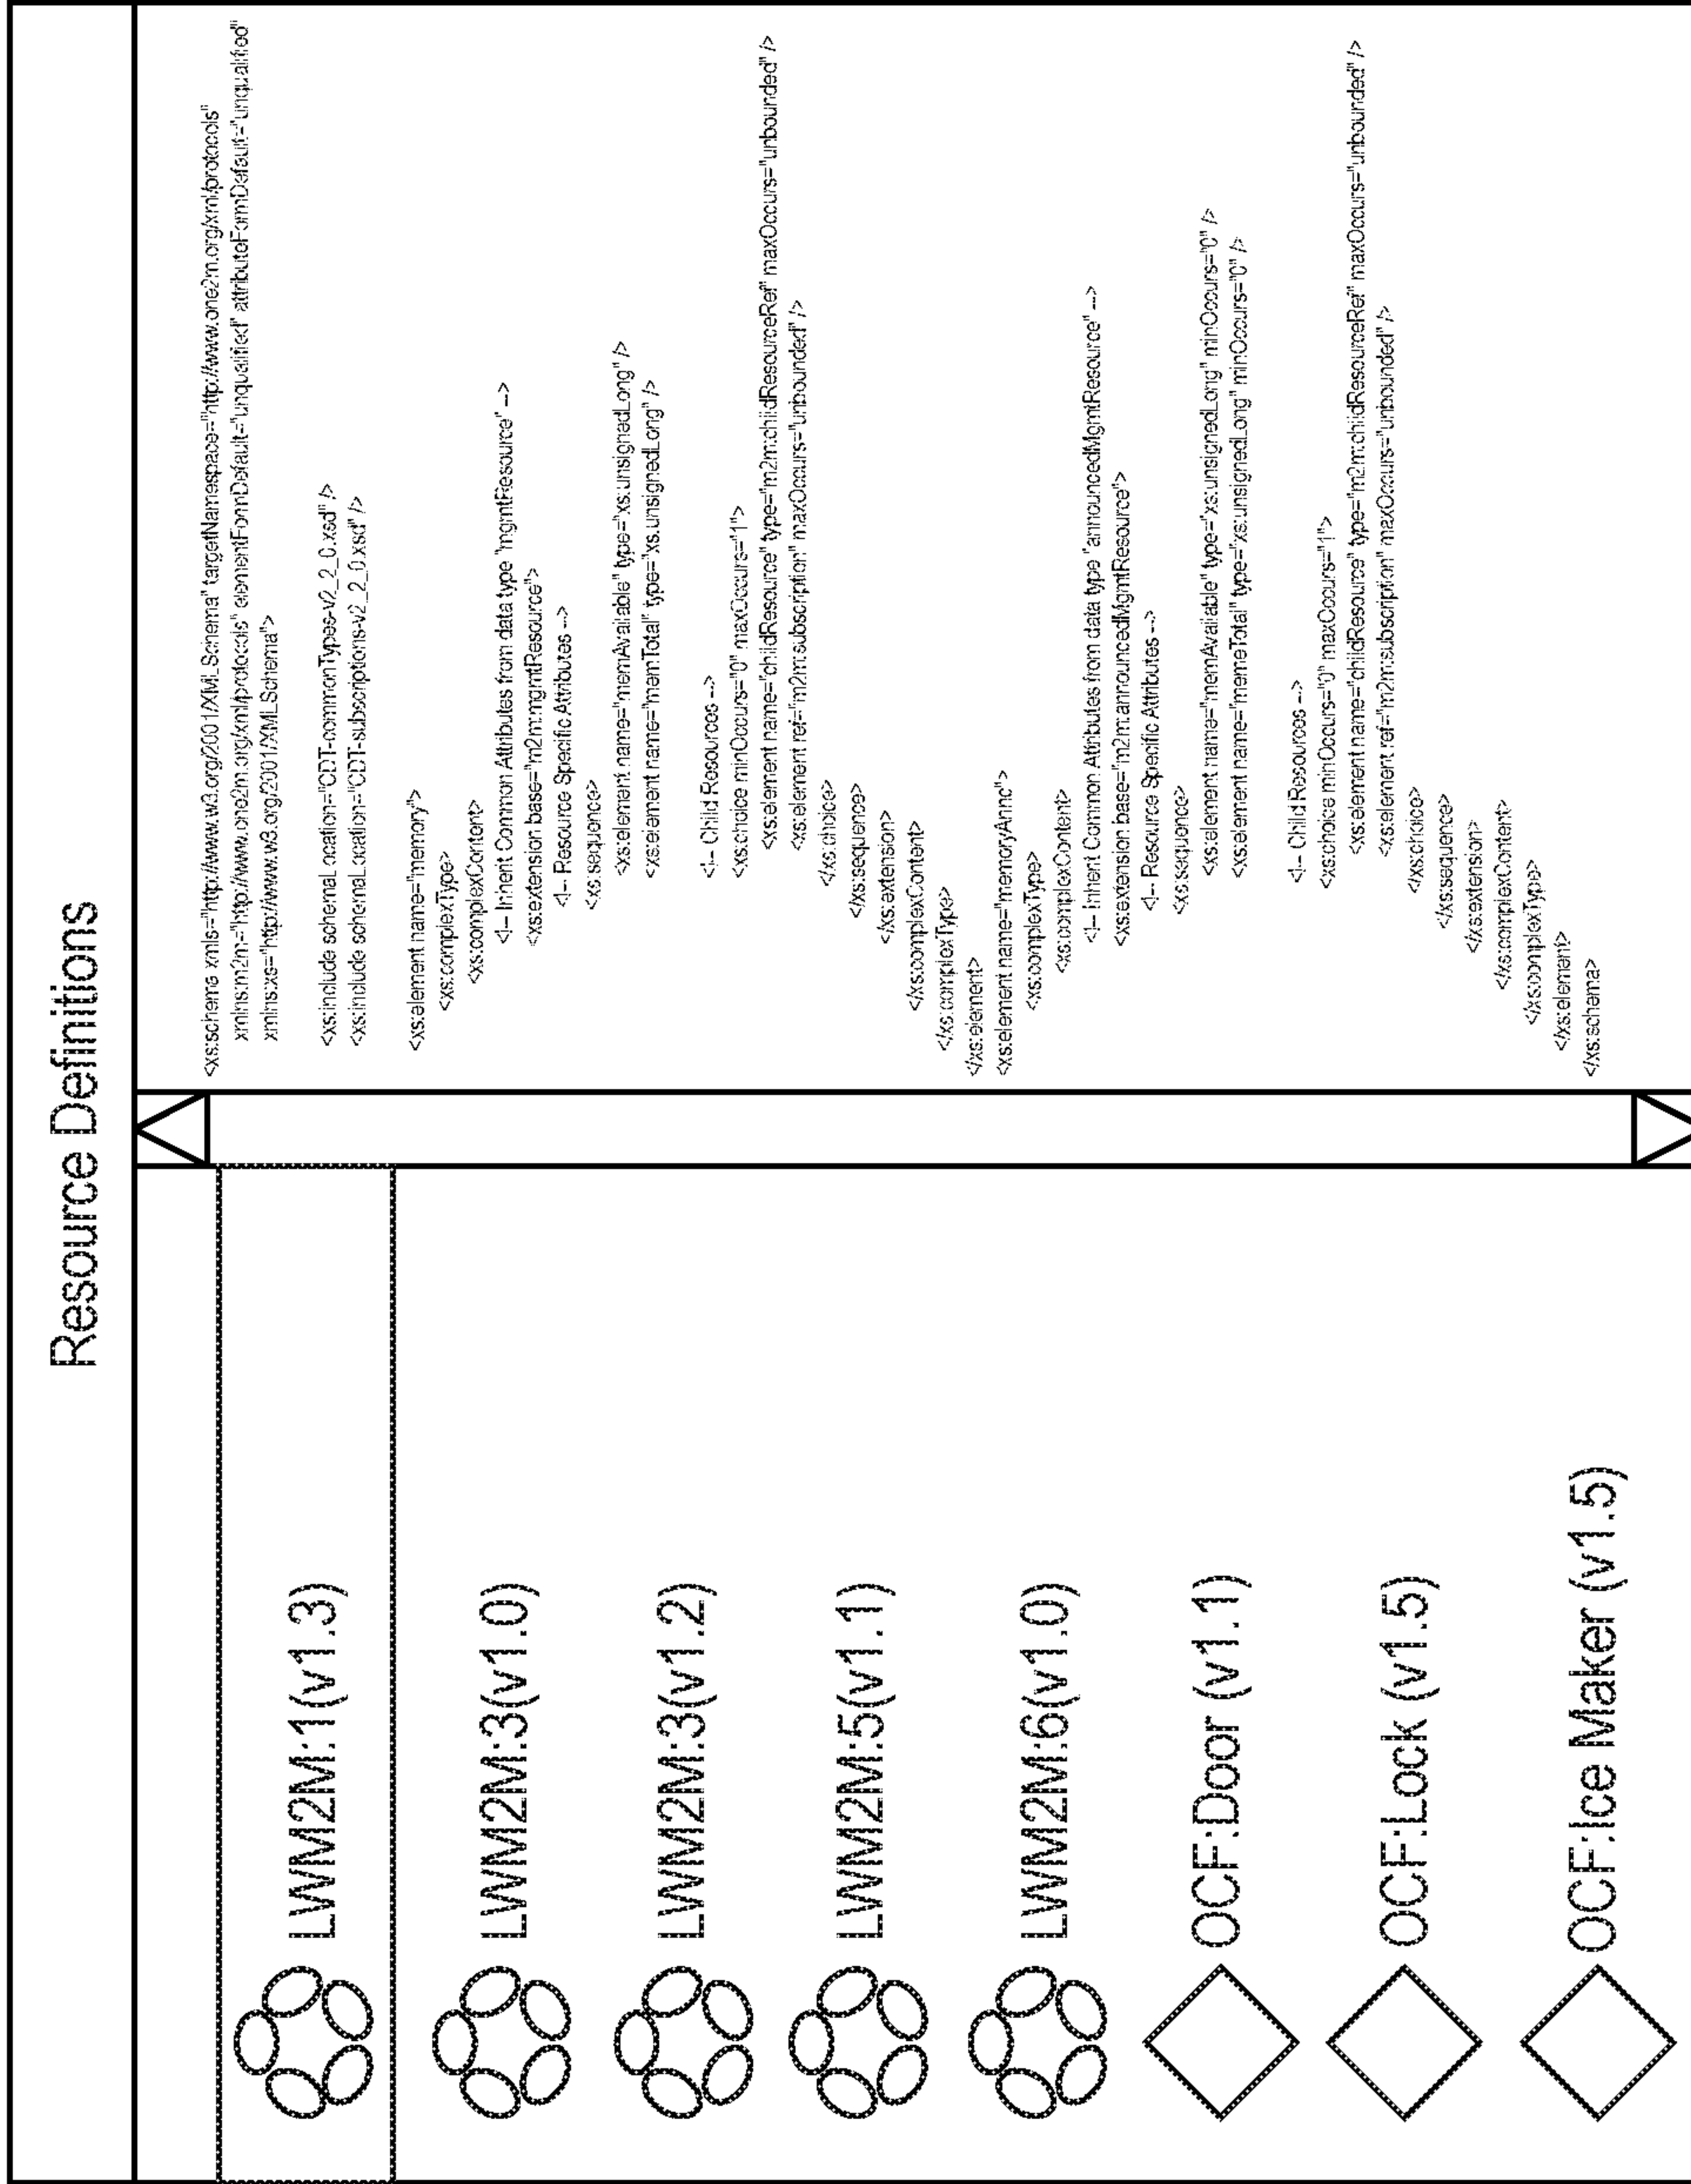 Resource Definitions
LWM2M:1(v1.3)
LWM2M:3(v1.0)
LWM2M:3(v1.2)
LWM2M:5(v1.1)
LWM2M:6(v1.0)
OCF:Door (v1.1)
OCF:Lock (v1.5)
OCF:Ice Maker (v1.5)
<xs:schema xmls="http://www.w3.org/2001/XMLSchema" targetNamespace="http://www.one2m.org/xml/protocols"
xmlns:m2m="http://www.one2m.org/xml/protocols" elementFormDefault="unqualified" attributeFormDefault="unqualified"
xmlns:xs="http://www.w3.org/2001/XMLSchema">
<xs:include schemaLocation="CDT-commonTypes-v2_2_0.xsd" />
<xs:include schemaLocation="CDT-subscriptions-v2_2_0.xsd" />
<xs:element name="memory">
<xs:complexType>
<xs:complexContent>
<!-- Inherit Common Attributes from data type "mgmtResource" -->
<xs:extension base="m2m:mgmtResource">
<!-- Resource Specific Attributes -->
<xs:sequence>
<xs:element name="memAvailable" type="xs:unsignedLong" />
<xs:element name="memTotal" type="xs:unsignedLong" />
<!-- Child Resources -->
<xs:choice minOccurs="0" maxOccurs="1">
<xs:element name="childResource" type="m2m:childResourceRef" maxOccurs="unbounded" />
<xs:element ref="m2m:subscription" maxOccurs="unbounded" />
</xs:choice>
</xs:sequence>
</xs:extension>
</xs:complexContent>
</xs:complexType>
</xs:element>
<xs:element name="memoryAnnc">
<xs:complexType>
<xs:complexContent>
<!-- Inherit Common Attributes from data type "announcedMgmtResource" -->
<xs:extension base="m2m:announcedMgmtResource">
<!-- Resource Specific Attributes -->
<xs:sequence>
<xs:element name="memAvailable" type="xs:unsignedLong" minOccurs="0" />
<xs:element name="memeTotal" type="xs:unsignedLong" minOccurs="0" />
<!-- Child Resources -->
<xs:choice minOccurs="0" maxOccurs="1">
<xs:element name="childResource" type="m2m:childResourceRef" maxOccurs="unbounded" />
<xs:element ref="m2m:subscription" maxOccurs="unbounded" />
</xs:choice>
</xs:sequence>
</xs:extension>
</xs:complexContent>
</xs:complexType>
</xs:element>
</xs:schema>